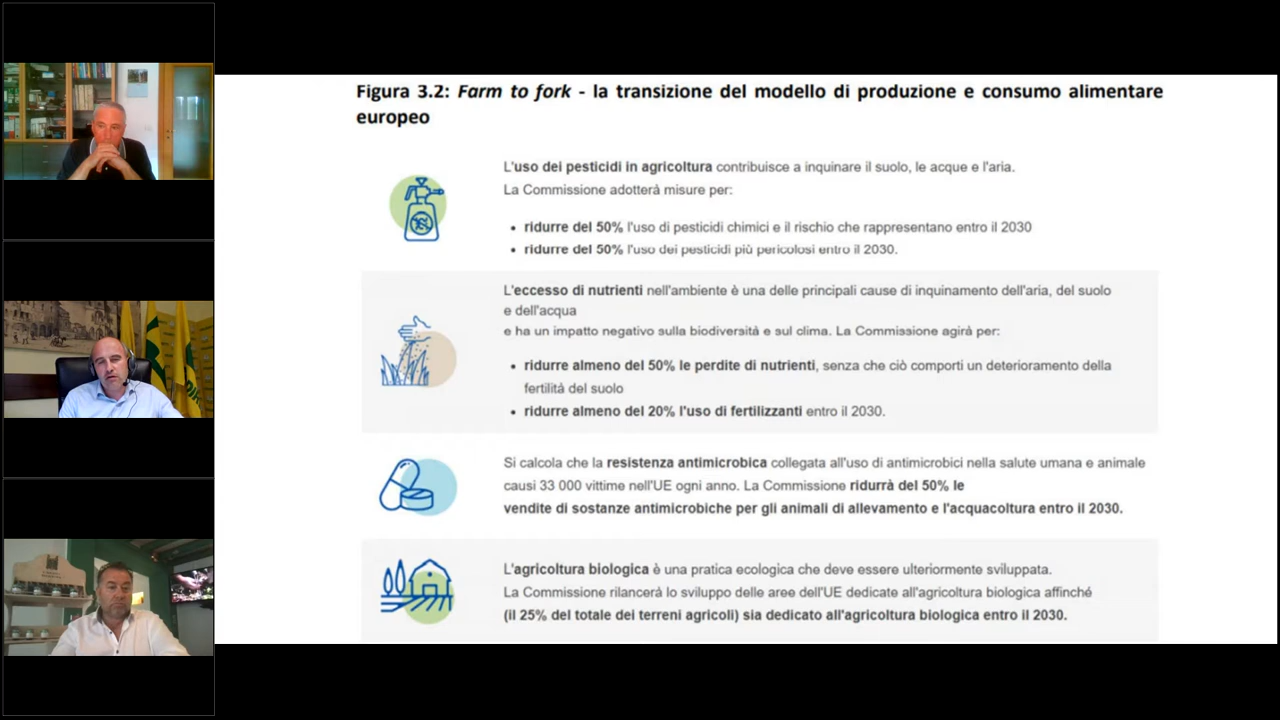 Figura 3.2: Farm to fork - la transizione del modello di produzione e consumo alimentare
europeo
L'uso dei pesticidi in agricoltura contribuisce a inquinare il suolo, le acque e l'aria.
La Commissione adotterà misure per:
• ridurre del 50% l'uso di pesticidi chimici e il rischio che rappresentano entro il 2030
• ridurre del 50% l'uso dei pesticidi più pericolosi entro il 2030.
L'eccesso di nutrienti nell'ambiente è una delle principali cause di inquinamento dell'aria, del suolo
e dell'acqua
e ha un impatto negativo sulla biodiversità e sul clima. La Commissione agirà per:
• ridurre almeno del 50% le perdite di nutrienti, senza che ciò comporti un deterioramento della
fertilità del suolo
• ridurre almeno del 20% l'uso di fertilizzanti entro il 2030.
Si calcola che la resistenza antimicrobica collegata all'uso di antimicrobici nella salute umana e animale
causi 33 000 vittime nell'UE ogni anno. La Commissione ridurrà del 50% le
vendite di sostanze antimicrobiche per gli animali di allevamento e l'acquacoltura entro il 2030.
L'agricoltura biologica è una pratica ecologica che deve essere ulteriormente sviluppata.
La Commissione rilancerà lo sviluppo delle aree dell'UE dedicate all'agricoltura biologica affinché
(il 25% del totale dei terreni agricoli) sia dedicato all'agricoltura biologica entro il 2030.